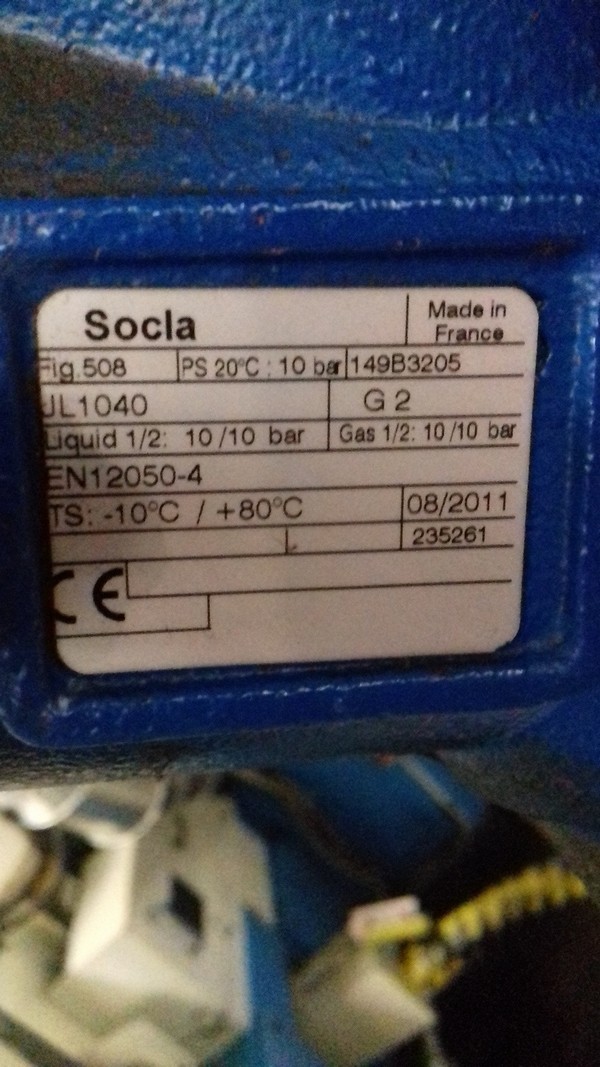 Socla
Made in
France
Fig.508 PS 20°C : 10 bar 149B3205
JL1040 G 2
Liquid 1/2: 10/10 bar Gas 1/2: 10/10 bar
EN12050-4
TS: -10°C / +80°C 08/2011
235261
CE